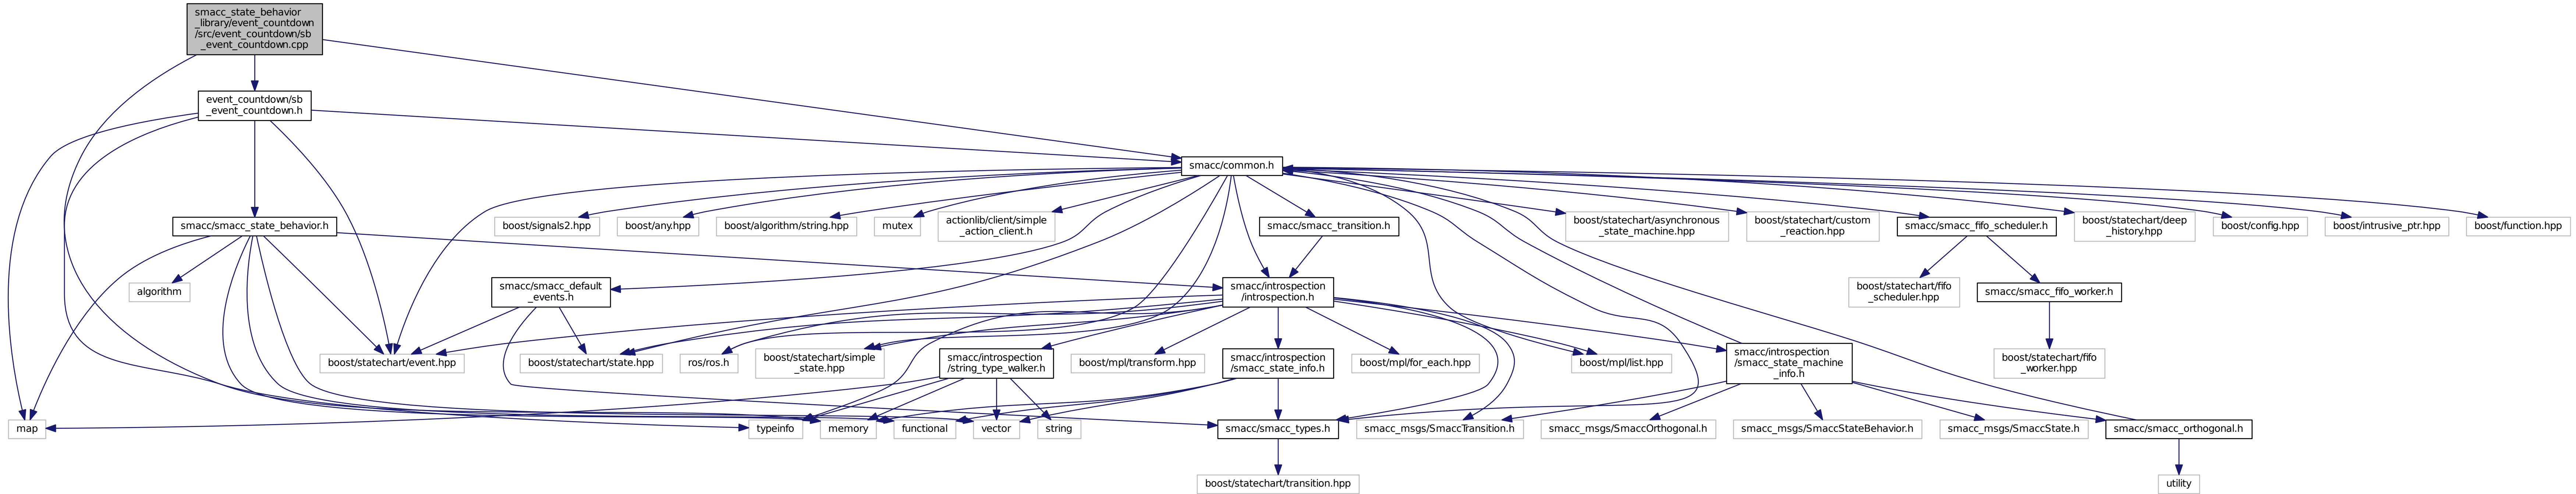 smacc_state_behavior
_library/event_countdown
/src/event_countdown/sb
_event_countdown.cpp
event_countdown/sb
_event_countdown.h
smacc/common.h
smacc/smacc_state_behavior.h
boost/signals2.hpp
boost/any.hpp
boost/algorithm/string.hpp
mutex
actionlib/client/simple
_action_client.h
smacc/smacc_transition.h
boost/statechart/asynchronous
_state_machine.hpp
boost/statechart/custom
_reaction.hpp
smacc/smacc_fifo_scheduler.h
boost/statechart/deep
_history.hpp
boost/config.hpp
boost/intrusive_ptr.hpp
boost/function.hpp
algorithm
smacc/smacc_default
_events.h
smacc/introspection
/introspection.h
boost/statechart/fifo
_scheduler.hpp
smacc/smacc_fifo_worker.h
boost/statechart/event.hpp
boost/statechart/state.hpp
ros/ros.h
boost/statechart/simple
_state.hpp
smacc/introspection
/string_type_walker.h
boost/mpl/transform.hpp
smacc/introspection
/smacc_state_info.h
boost/mpl/for_each.hpp
boost/mpl/list.hpp
smacc/introspection
/smacc_state_machine
_info.h
boost/statechart/fifo
_worker.hpp
map
typeinfo
memory
functional
vector
string
smacc/smacc_types.h
smacc_msgs/SmaccTransition.h
smacc_msgs/SmaccOrthogonal.h
smacc_msgs/SmaccStateBehavior.h
smacc_msgs/SmaccState.h
smacc/smacc_orthogonal.h
boost/statechart/transition.hpp
utility